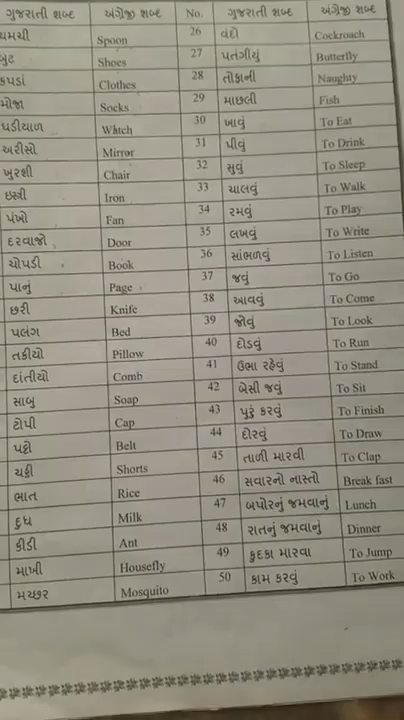 ગુજરાતી શબ્દ અંગ્રેજી શબ્દ No. ગુજરાતી શબ્દ અંગ્રેજી શબ્દ
ચમચી Spoon 26 વંદો Cockroach
બુટ Shoes 27 પતંગીયું Butterfly
કપડાં Clothes 28 તોફાની Naughty
મોજા Socks 29 માછલી Fish
ઘડીયાળ Watch 30 ખાવું To Eat
અરીસો Mirror 31 પીવું To Drink
ખુરશી Chair 32 સુવું To Sleep
ઇસ્ત્રી Iron 33 ચાલવું To Walk
પંખો Fan 34 રમવું To Play
દરવાજો Door 35 લખવું To Write
ચોપડી Book 36 સાંભળવું To Listen
પાનું Page 37 જવું To Go
છરી Knife 38 આવવું To Come
પલંગ Bed 39 જોવું To Look
તકીયો Pillow 40 દોડવું To Run
દાંતીયો Comb 41 ઉભા રહેવું To Stand
સાબુ Soap 42 બેસી જવું To Sit
ટોપી Cap 43 પુરું કરવું To Finish
પટ્ટો Belt 44 દોરવું To Draw
ચડ્ડી Shorts 45 તાળી મારવી To Clap
ભાત Rice 46 સવારનો નાસ્તો Break fast
દુધ Milk 47 બપોરનું જમવાનું Lunch
કીડી Ant 48 રાતનું જમવાનું Dinner
માખી Housefly 49 કુદકા મારવા To Jump
મચ્છર Mosquito 50 કામ કરવું To Work